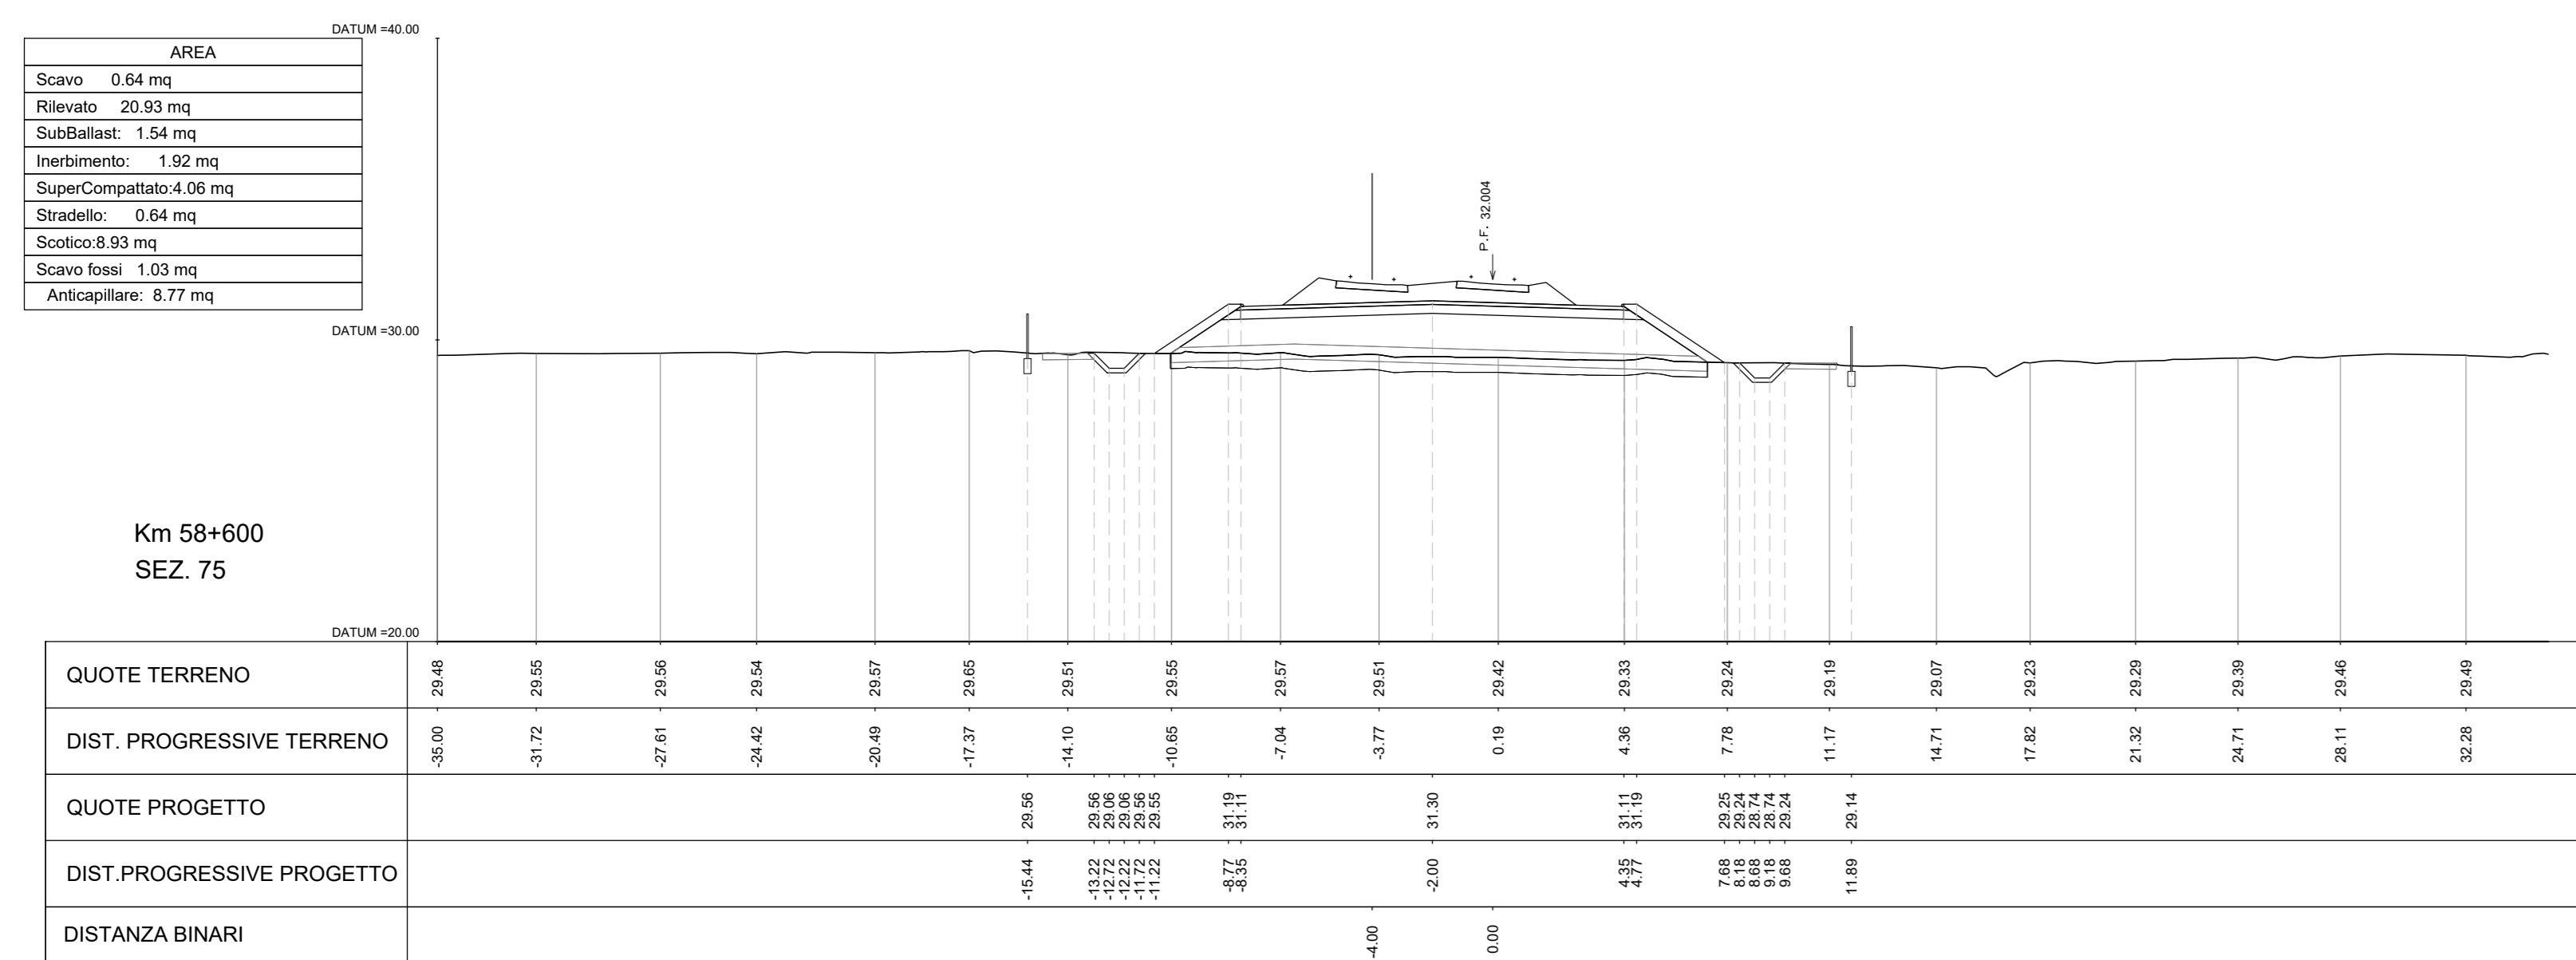 DATUM =40.00
AREA
Scavo 0.64 mq
Rilevato 20.93 mq
SubBallast: 1.54 mq
Inerbimento: 1.92 mq
SuperCompattato:4.06 mq
Stradello: 0.64 mq
Scotico:8.93 mq
Scavo fossi 1.03 mq
Anticapillare: 8.77 mq
P.F. 32.004
DATUM =30.00
Km 58+600
SEZ. 75
DATUM =20.00
QUOTE TERRENO 29.48 29.55 29.56 29.54 29.57 29.65 29.51 29.55 29.57 29.51 29.42 29.33 29.24 29.19 29.07 29.23 29.29 29.39 29.46 29.49
DIST. PROGRESSIVE TERRENO -35.00 -31.72 -27.61 -24.42 -20.49 -17.37 -14.10 -10.65 -7.04 -3.77 0.19 4.36 7.78 11.17 14.71 17.82 21.32 24.71 28.11 32.28
QUOTE PROGETTO 29.56 29.56 29.06 29.06 29.56 29.55 31.19 31.11 31.30 31.11 31.19 29.25 29.24 28.74 28.74 29.24 29.14
DIST.PROGRESSIVE PROGETTO -15.44 -13.22 -12.72 -12.22 -11.72 -11.22 -8.77 -8.35 -2.00 4.35 4.77 7.68 8.18 8.68 9.18 9.68 11.89
DISTANZA BINARI -4.00 0.00